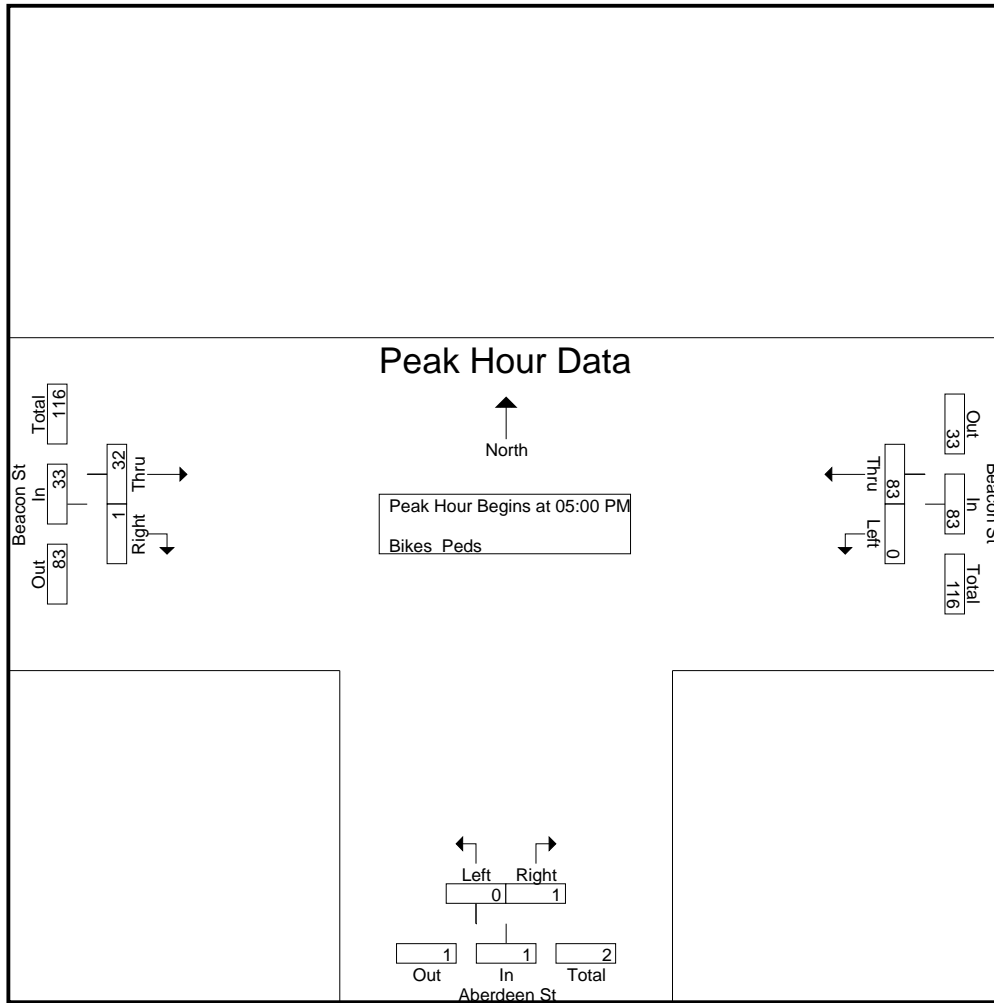 Peak Hour Data
North
Peak Hour Begins at 05:00 PM
Bikes Peds
Beacon St
Total
116
In
33
Out
83
32
Thru
1
Right
Beacon St
Out
33
In
83
Total
116
Thru
83
Left
0
Left Right
0 1
1 1 2
Out In Total
Aberdeen St